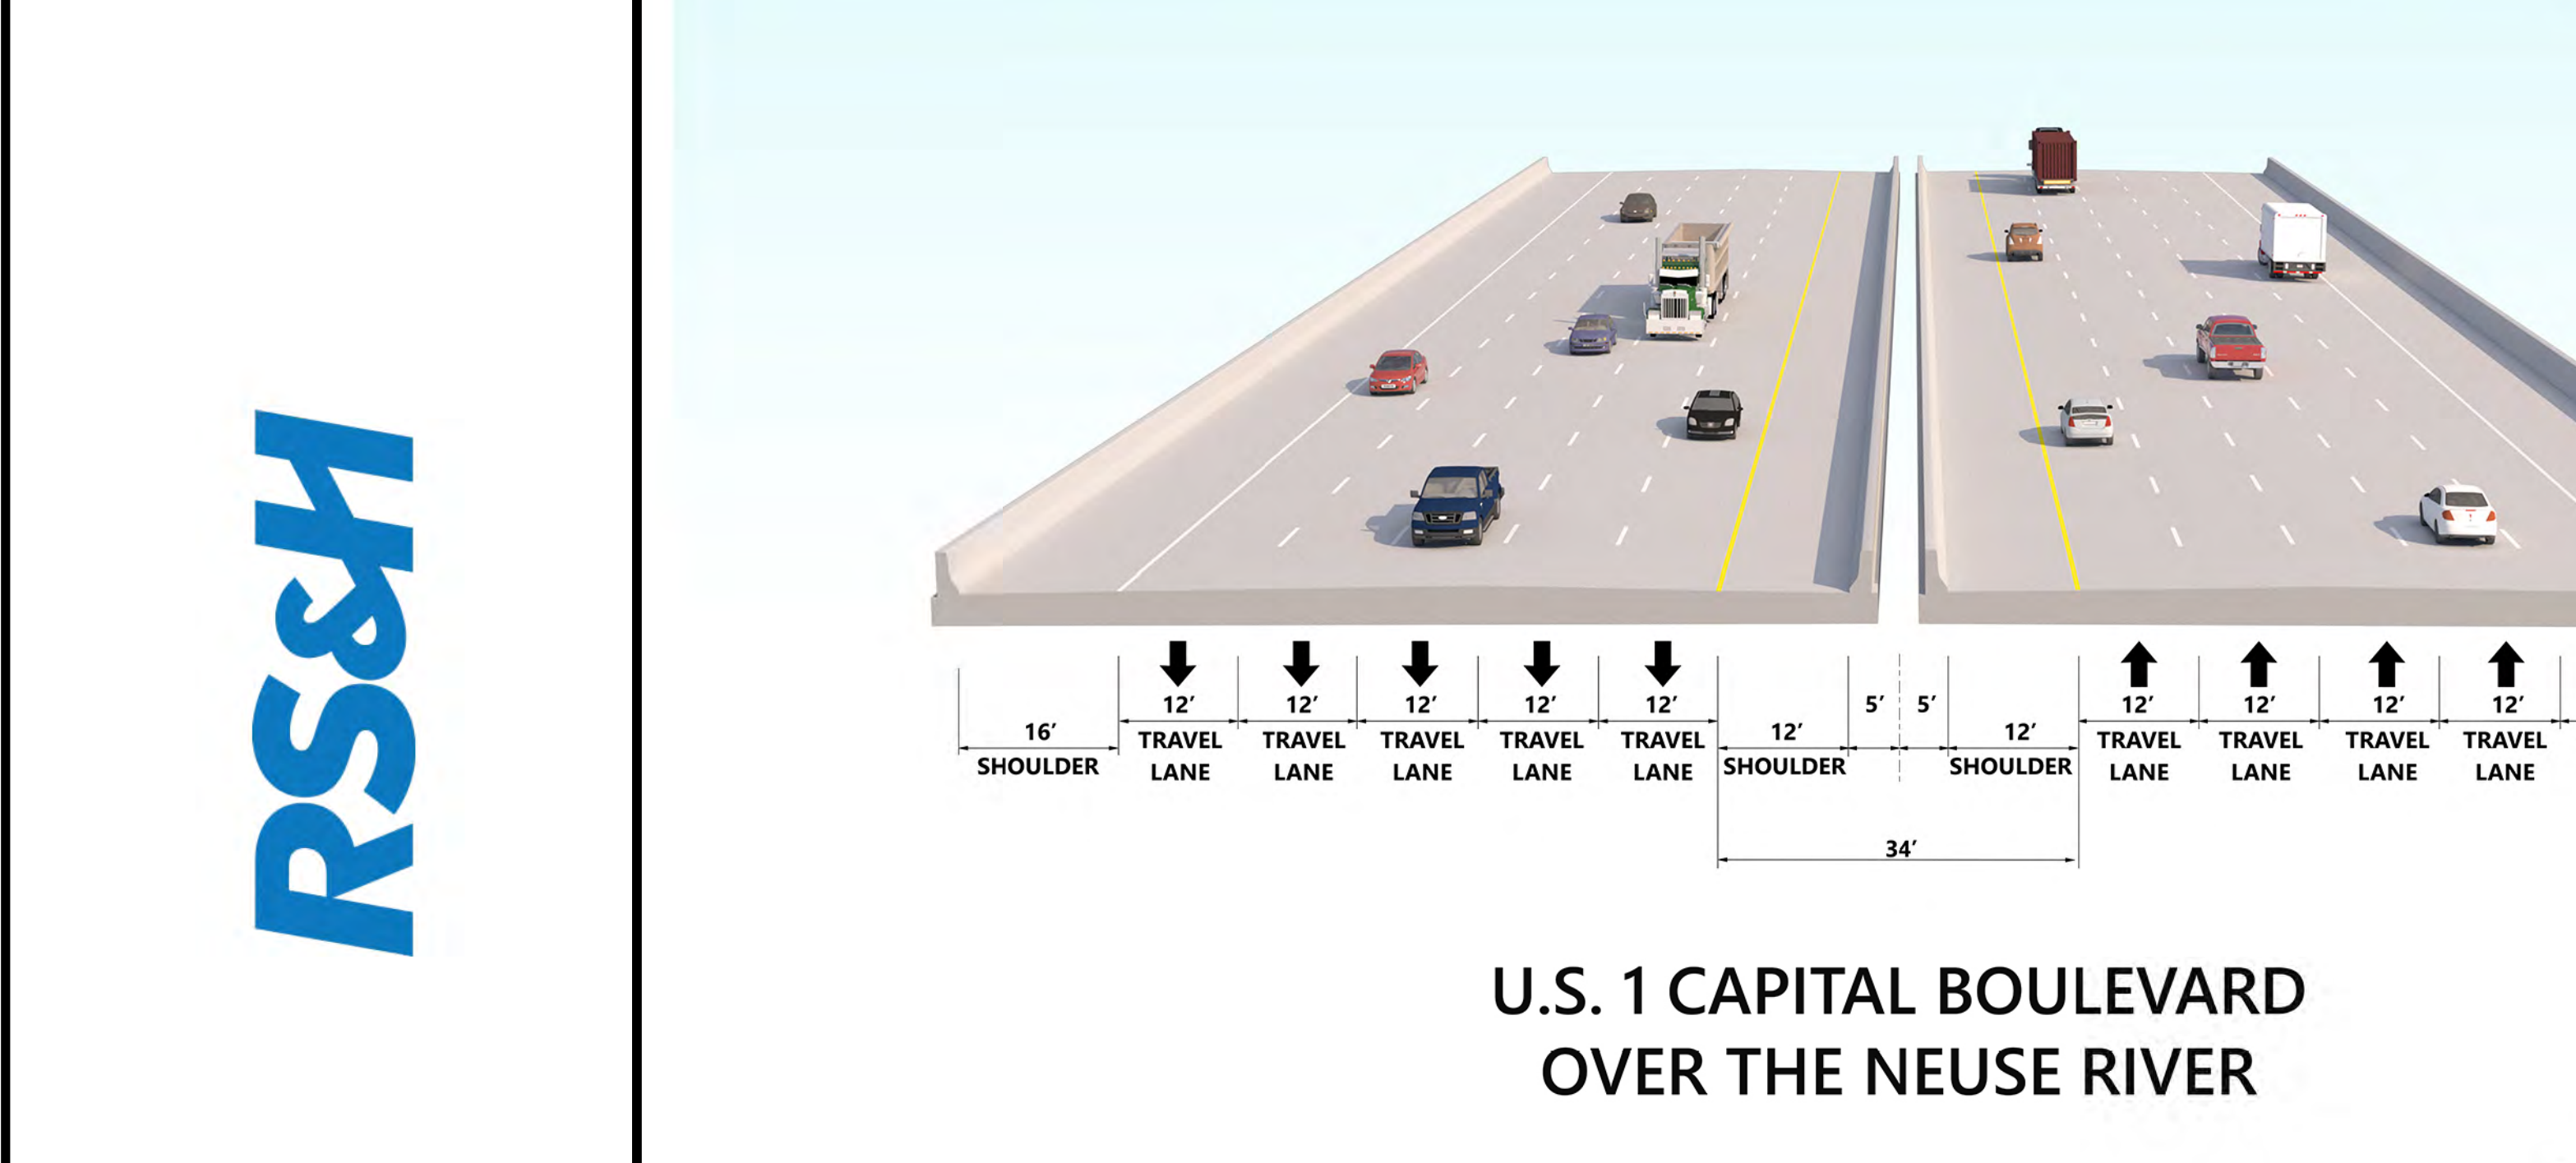 RS&H
12' 12' 12' 12' 12' 5' 5' 12' 12' 12' 12'
16' 12' 12'
TRAVEL TRAVEL TRAVEL TRAVEL TRAVEL TRAVEL TRAVEL TRAVEL TRAVEL
SHOULDER LANE LANE LANE LANE LANE SHOULDER SHOULDER LANE LANE LANE LANE
34'
U.S. 1 CAPITAL BOULEVARD
OVER THE NEUSE RIVER